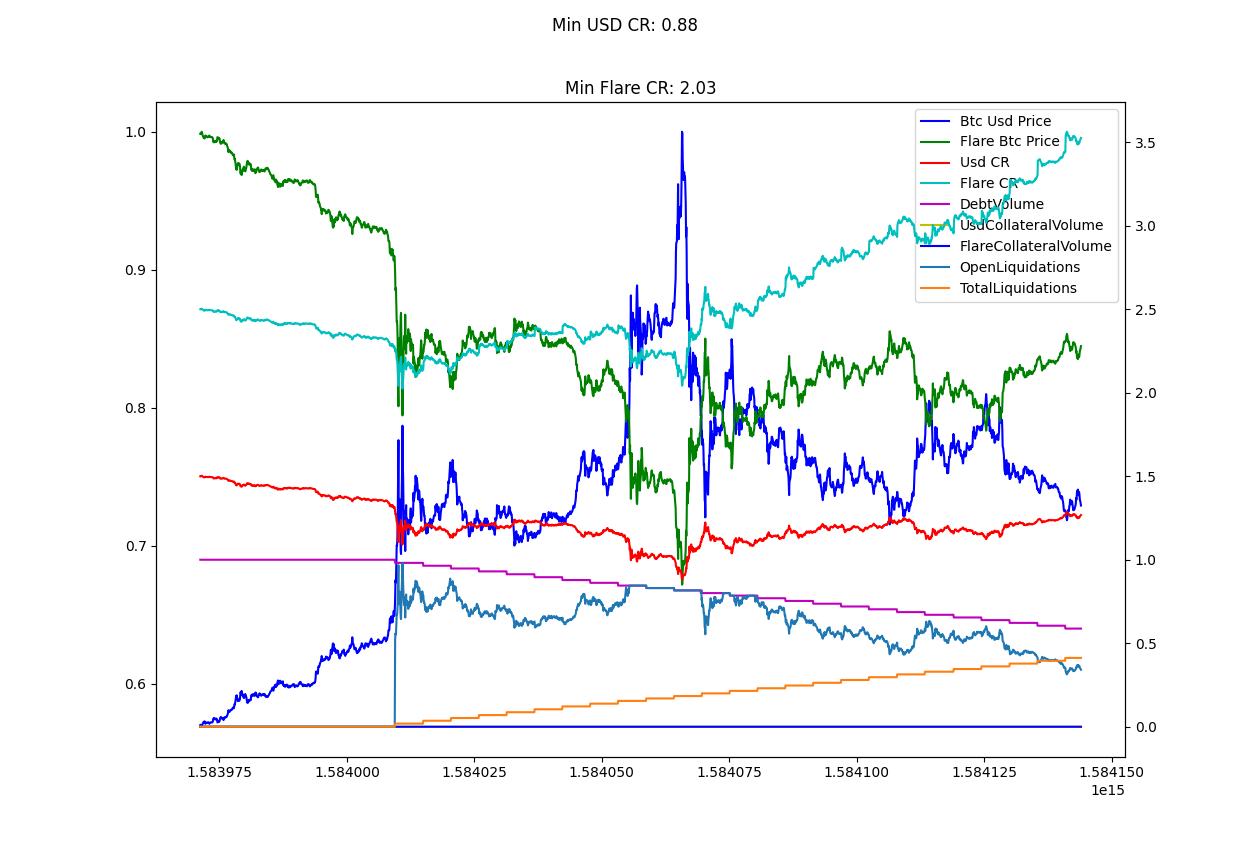 Min USD CR: 0.88
Min Flare CR: 2.03
Btc Usd Price
Flare Btc Price
Usd CR
Flare CR
DebtVolume
UsdCollateralVolume
FlareCollateralVolume
OpenLiquidations
TotalLiquidations
1.0
0.9
0.8
0.7
0.6
3.5
3.0
2.5
2.0
1.5
1.0
0.5
0.0
1.583975 1.584000 1.584025 1.584050 1.584075 1.584100 1.584125 1.584150
1e15